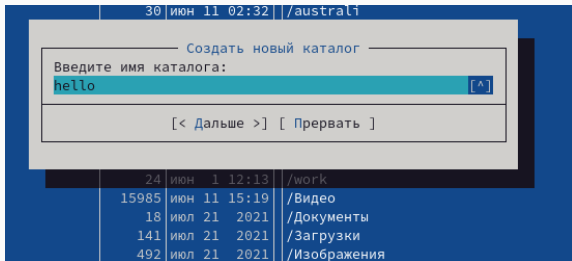 30 июн 11 02:32 /australi
Создать новый каталог
Введите имя каталога:
hello [^]
[< Дальше >] [ Прервать ]
24 июн 1 12:13 /work
15985 июн 11 15:19 /Видео
18 июл 21 2021 /Документы
141 июл 21 2021 /Загрузки
492 июл 21 2021 /Изображения